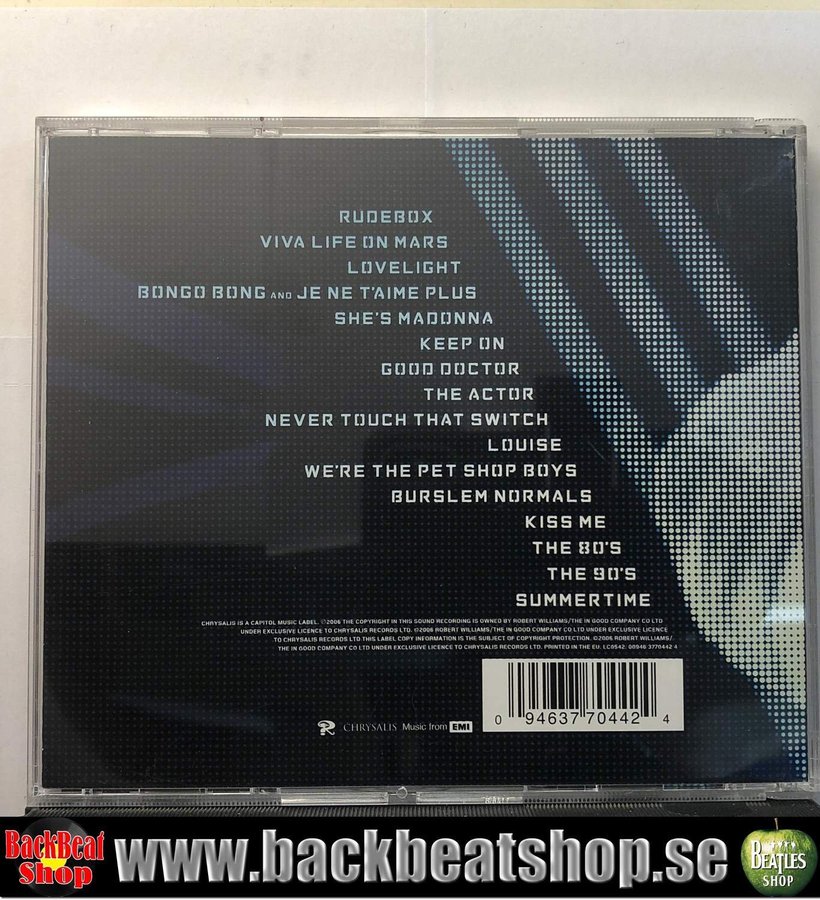 RUDEBOX
VIVA LIFE ON MARS
LOVELIGHT
BONGO BONG AND JE NE T'AIME PLUS
SHE'S MADONNA
KEEP ON
GOOD DOCTOR
THE ACTOR
NEVER TOUCH THAT SWITCH
LOUISE
WE'RE THE PET SHOP BOYS
BURSLEM NORMALS
KISS ME
THE 80'S
THE 90'S
SUMMERTIME
CHRYSALIS IS A CAPITOL MUSIC LABEL. ℗2006 THE COPYRIGHT IN THIS SOUND RECORDING IS OWNED BY ROBERT WILLIAMS/THE IN GOOD COMPANY CO LTD
UNDER EXCLUSIVE LICENCE TO CHRYSALIS RECORDS LTD. ©2006 ROBERT WILLIAMS/THE IN GOOD COMPANY CO LTD UNDER EXCLUSIVE LICENCE
TO CHRYSALIS RECORDS LTD THIS LABEL COPY INFORMATION IS THE SUBJECT OF COPYRIGHT PROTECTION. ©2006 ROBERT WILLIAMS/
THE IN GOOD COMPANY CO LTD UNDER EXCLUSIVE LICENCE TO CHRYSALIS RECORDS LTD. PRINTED IN THE EU. LC0542. 00946 3770442 4
CHRYSALIS Music from EMI
0 94637 70442 4
BackBeat Shop
www.backbeatshop.se
BEATLES
SHOP